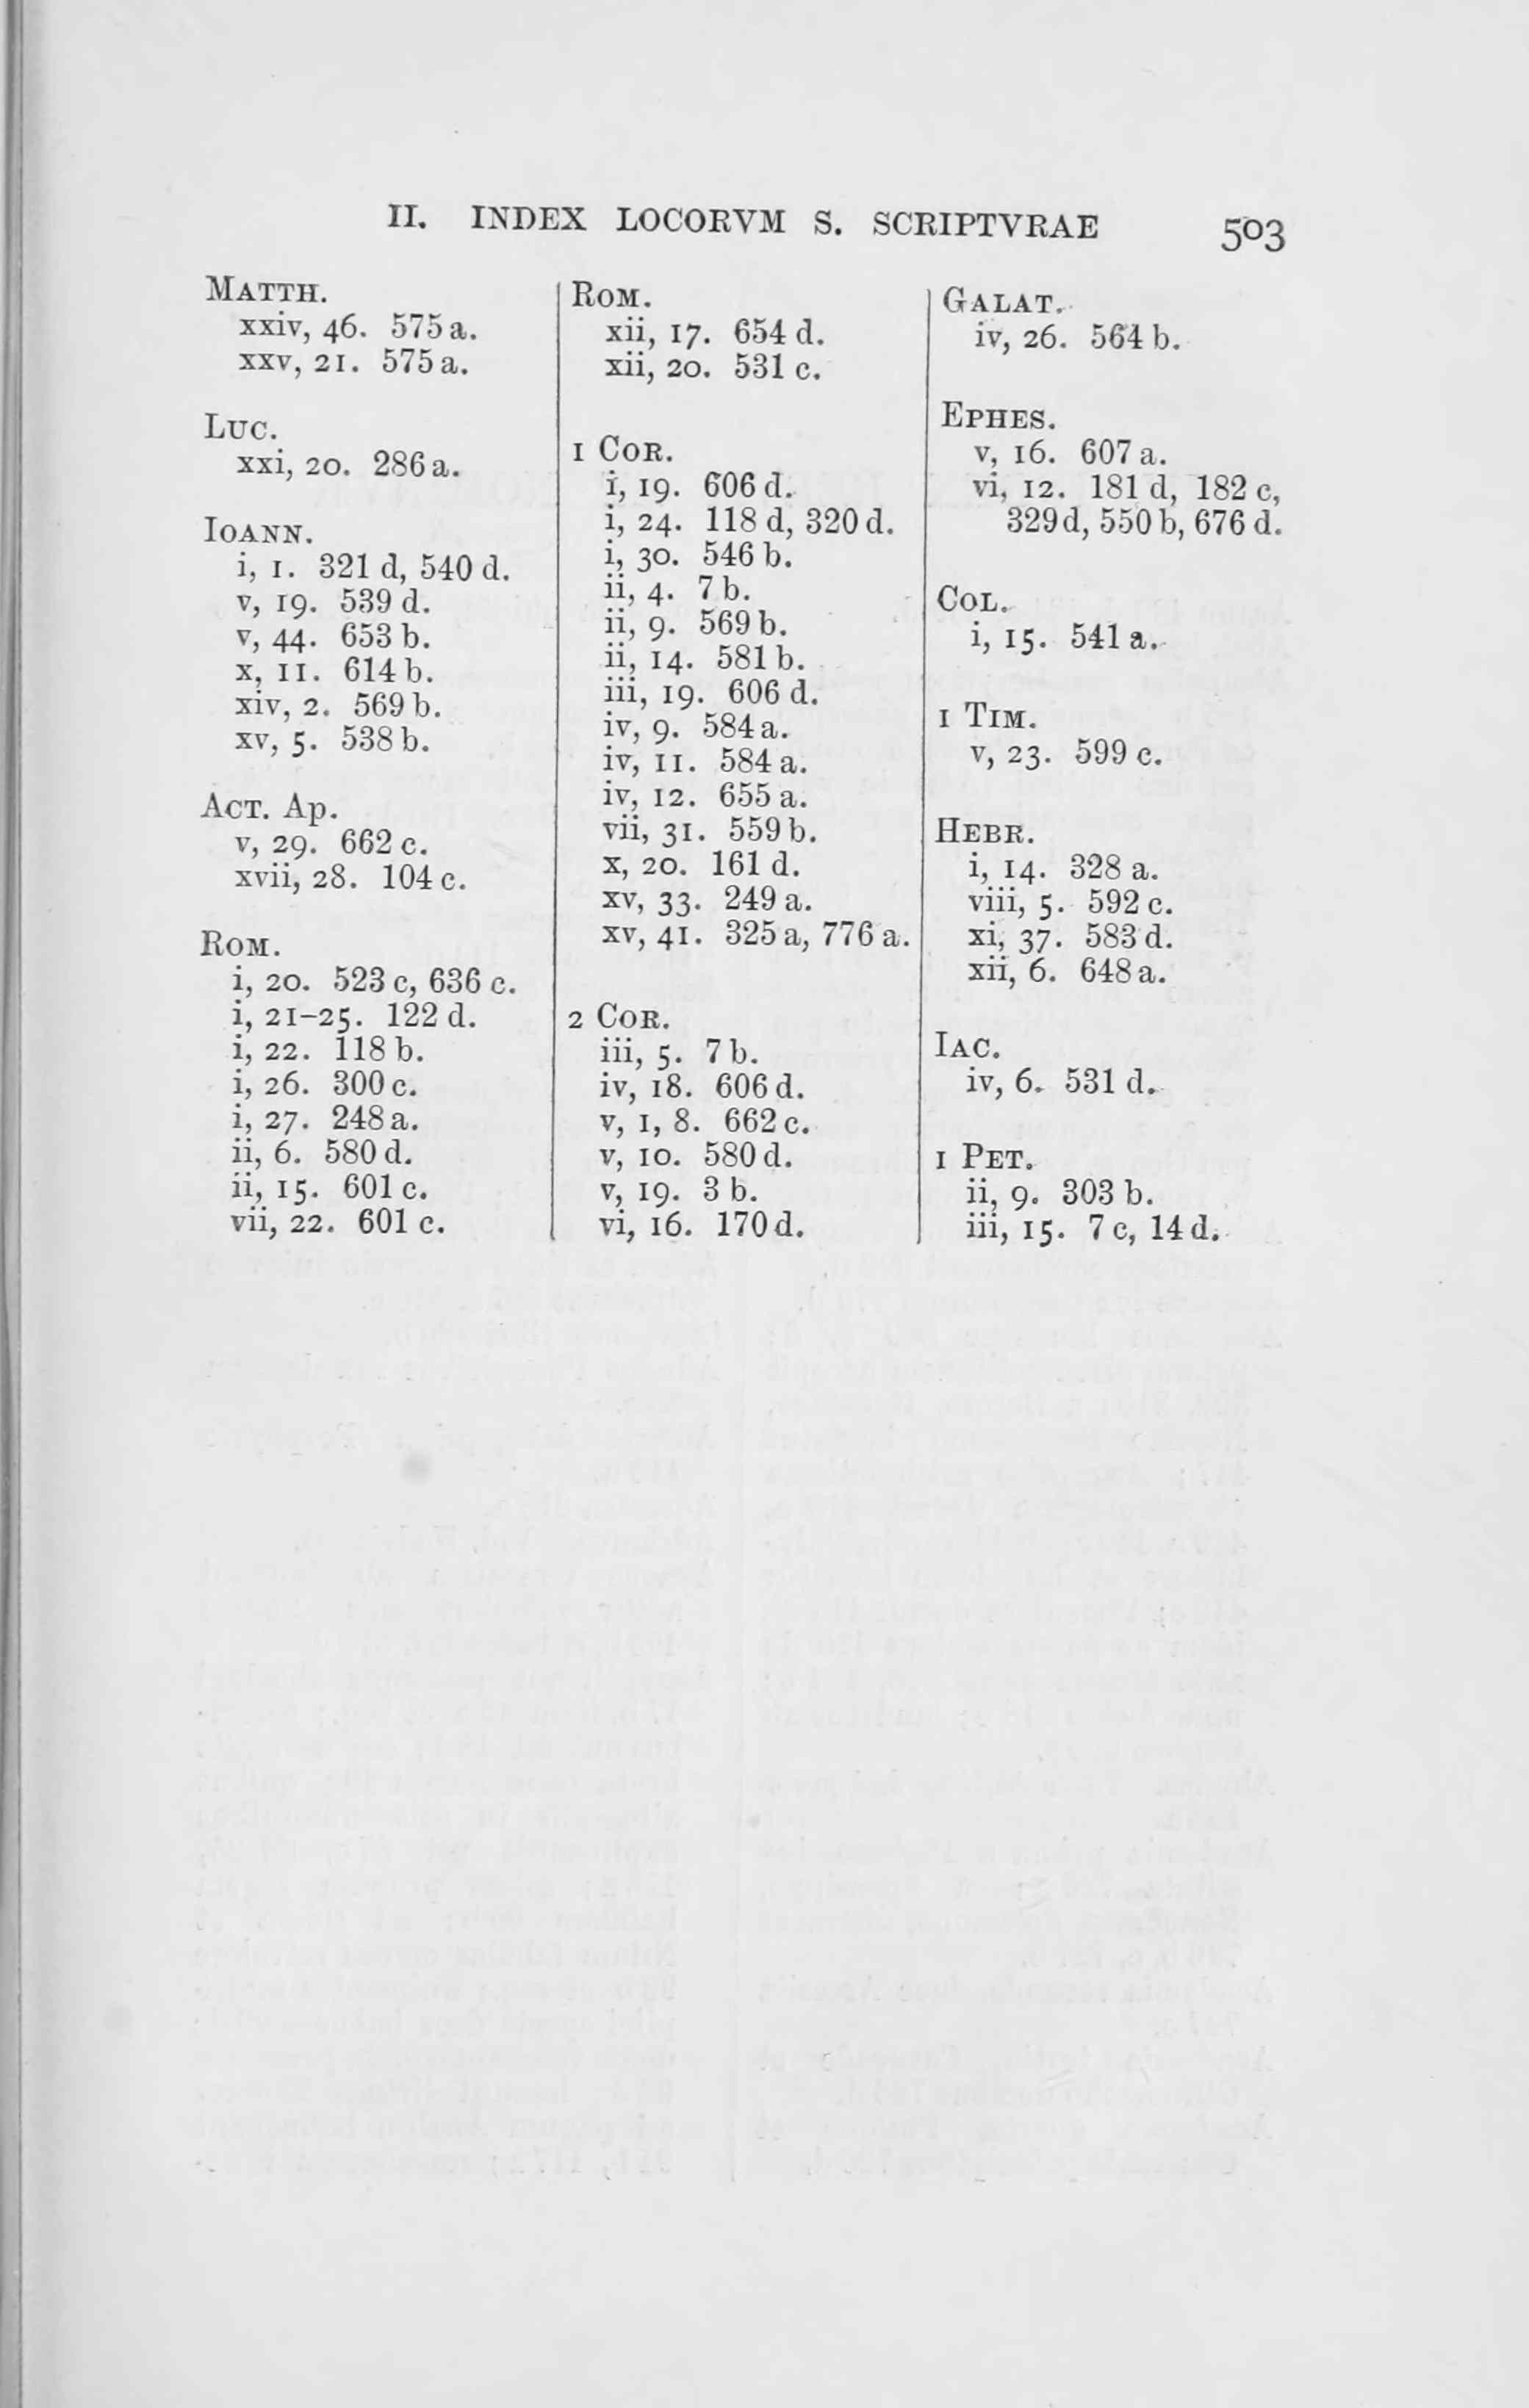 II. INDEX LOCORVM S. SCRIPTVRAE 503
MATTH.
xxiv, 46. 575 a.
xxv, 21. 575 a.
LUC.
xxi, 20. 286 a.
IOANN.
i, 1. 321 d, 540 d.
v, 19. 539 d.
v, 44. 653 b.
x, 11. 614 b.
xiv, 2. 569 b.
xv, 5. 538 b.
ACT. Ap.
v, 29. 662 c.
xvii, 28. 104 c.
ROM.
i, 20. 523 c, 636 c.
i, 21-25. 122 d.
i, 22. 118 b.
i, 26. 300 c.
i, 27. 248 a.
ii, 6. 580 d.
ii, 15. 601 c.
vii, 22. 601 c.
ROM.
xii, 17. 654 d.
xii, 20. 531 c.
1 COR.
i, 19. 606 d.
i, 24. 118 d, 320 d.
i, 30. 546 b.
ii, 4. 7 b.
ii, 9. 569 b.
ii, 14. 581 b.
iii, 19. 606 d.
iv, 9. 584 a.
iv, 11. 584 a.
iv, 12. 655 a.
vii, 31. 559 b.
x, 20. 161 d.
xv, 33. 249 a.
xv, 41. 325 a, 776 a.
2 COR.
iii, 5. 7 b.
iv, 18. 606 d.
v, 1, 8. 662 c.
v, 10. 580 d.
v, 19. 3 b.
vi, 16. 170 d.
GALAT.
iv, 26. 564 b.
EPHES.
v, 16. 607 a.
vi, 12. 181 d, 182 c,
329 d, 550 b, 676 d.
COL.
i, 15. 541 a.
1 TIM.
v, 23. 599 c.
HEBR.
i, 14. 328 a.
viii, 5. 592 c.
xi, 37. 583 d.
xii, 6. 648 a.
IAC.
iv, 6. 531 d.
1 PET.
ii, 9. 303 b.
iii, 15. 7 c, 14 d.